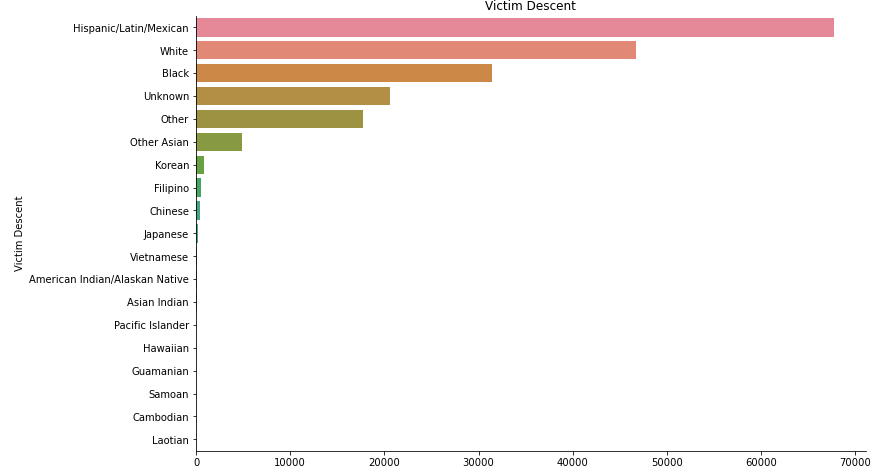 Victim Descent
Hispanic/Latin/Mexican
White
Black
Unknown
Other
Other Asian
Korean
Filipino
Chinese
Japanese
Vietnamese
American Indian/Alaskan Native
Asian Indian
Pacific Islander
Hawaiian
Guamanian
Samoan
Cambodian
Laotian
Victim Descent
0 10000 20000 30000 40000 50000 60000 70000